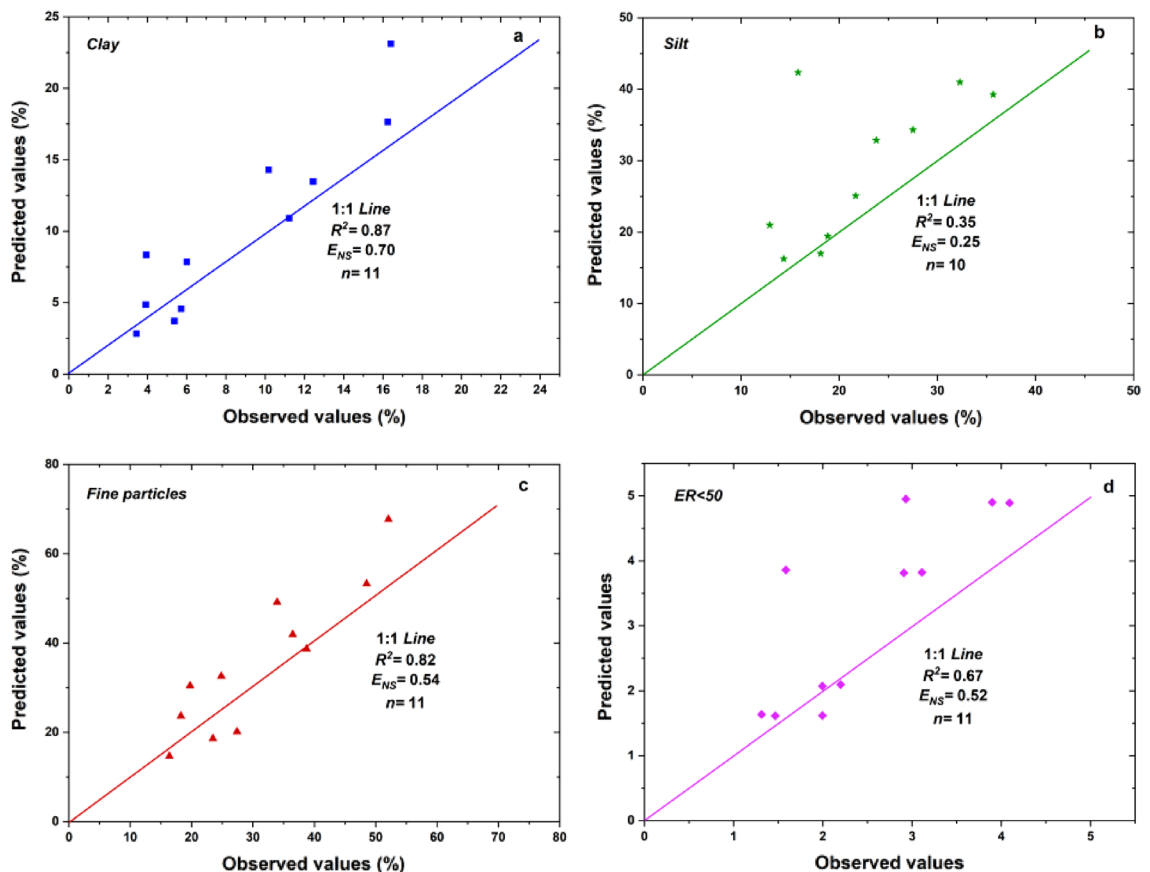 a
Clay
25
20
15
10
5
0
Predicted values (%)
1:1 Line
R²= 0.87
E_NS= 0.70
n= 11
0 2 4 6 8 10 12 14 16 18 20 22 24
Observed values (%)
b
Silt
50
40
30
20
10
0
Predicted values (%)
1:1 Line
R²= 0.35
E_NS= 0.25
n= 10
0 10 20 30 40 50
Observed values (%)
c
Fine particles
80
60
40
20
0
Predicted values (%)
1:1 Line
R²= 0.82
E_NS= 0.54
n= 11
0 10 20 30 40 50 60 70 80
Observed values (%)
d
ER<50
5
4
3
2
1
0
Predicted values
1:1 Line
R²= 0.67
E_NS= 0.52
n= 11
0 1 2 3 4 5
Observed values